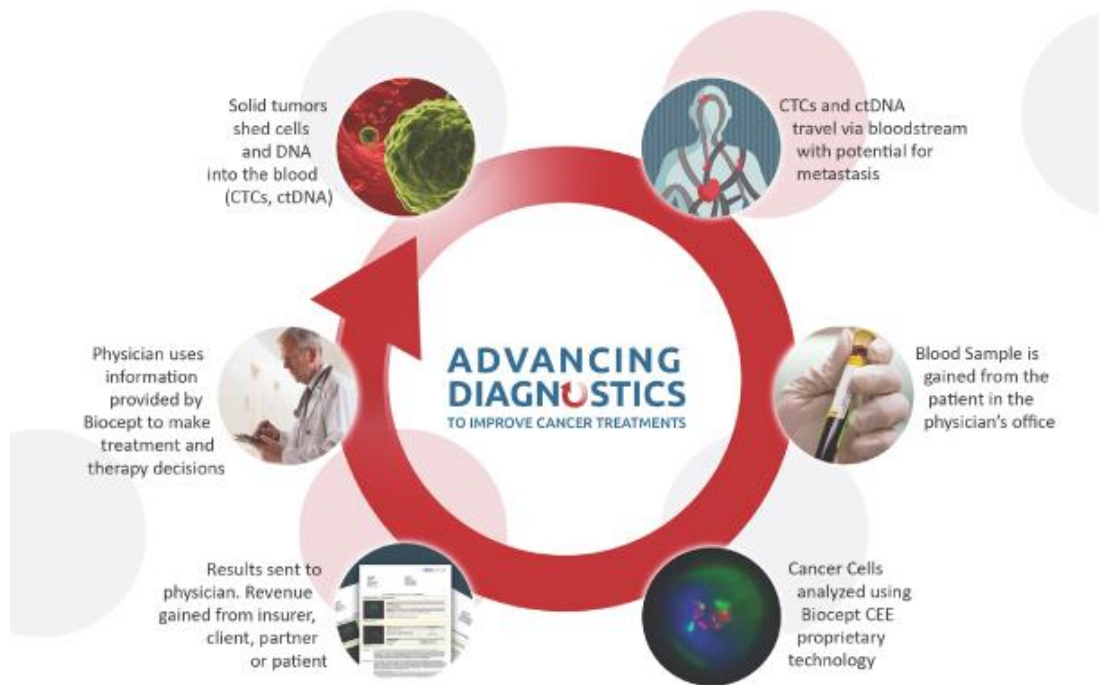 Solid tumors
shed cells
and DNA
into the blood
(CTCs, ctDNA)
CTCs and ctDNA
travel via bloodstream
with potential for
metastasis
Blood Sample is
gained from the
patient in the
physician's office
Cancer Cells
analyzed using
Biocept CEE
proprietary
technology
Results sent to
physician. Revenue
gained from insurer,
client, partner
or patient
Physician uses
information
provided by
Biocept to make
treatment and
therapy decisions
ADVANCING
DIAGNOSTICS
TO IMPROVE CANCER TREATMENTS